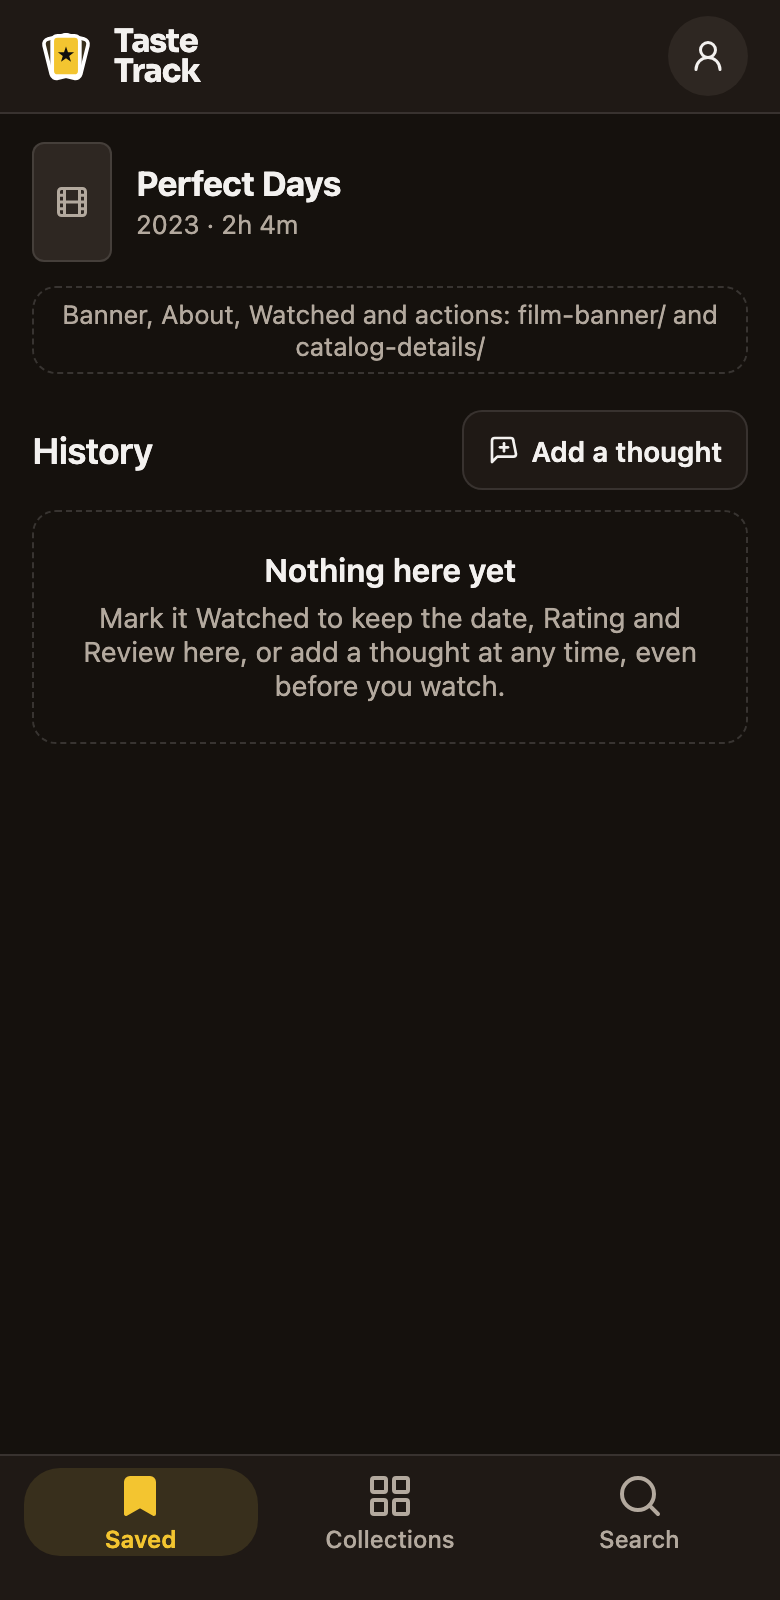 Taste
Track
Perfect Days
2023 · 2h 4m
Banner, About, Watched and actions: film-banner/ and
catalog-details/
History
Add a thought
Nothing here yet
Mark it Watched to keep the date, Rating and
Review here, or add a thought at any time, even
before you watch.
Saved
Collections
Search